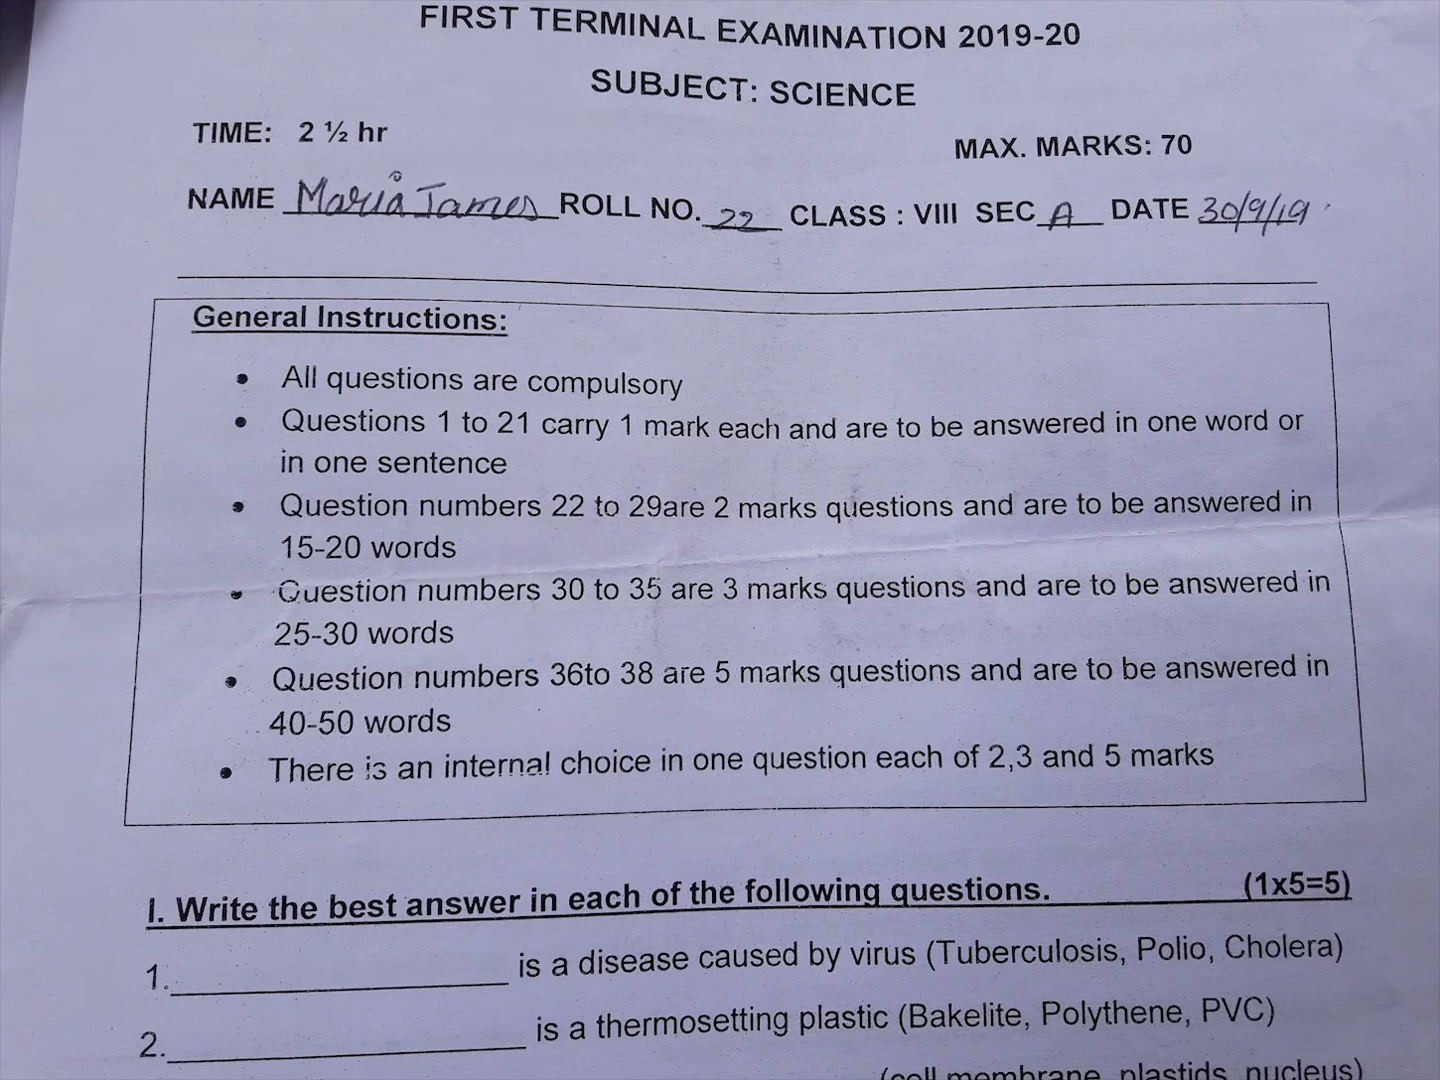 FIRST TERMINAL EXAMINATION 2019-20
SUBJECT: SCIENCE
TIME: 2 ½ hr MAX. MARKS: 70
NAME Maria James ROLL NO. 22 CLASS : VIII SEC A DATE 30/9/19
General Instructions:
• All questions are compulsory
• Questions 1 to 21 carry 1 mark each and are to be answered in one word or
in one sentence
• Question numbers 22 to 29are 2 marks questions and are to be answered in
15-20 words
• Question numbers 30 to 35 are 3 marks questions and are to be answered in
25-30 words
• Question numbers 36to 38 are 5 marks questions and are to be answered in
40-50 words
• There is an internal choice in one question each of 2,3 and 5 marks
I. Write the best answer in each of the following questions. (1x5=5)
1.____________ is a disease caused by virus (Tuberculosis, Polio, Cholera)
2.____________ is a thermosetting plastic (Bakelite, Polythene, PVC)
(cell membrane, plastids, nucleus)